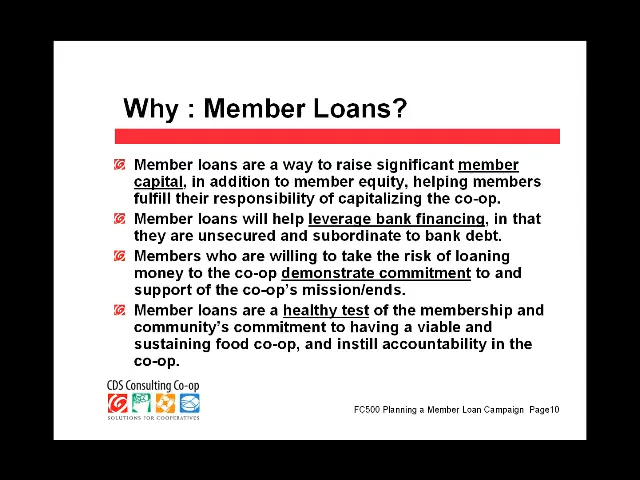 Why : Member Loans?
Member loans are a way to raise significant member
capital, in addition to member equity, helping members
fulfill their responsibility of capitalizing the co-op.
Member loans will help leverage bank financing, in that
they are unsecured and subordinate to bank debt.
Members who are willing to take the risk of loaning
money to the co-op demonstrate commitment to and
support of the co-op's mission/ends.
Member loans are a healthy test of the membership and
community's commitment to having a viable and
sustaining food co-op, and instill accountability in the
co-op.
CDS Consulting Co-op
SOLUTIONS FOR COOPERATIVES
FC500 Planning a Member Loan Campaign Page10